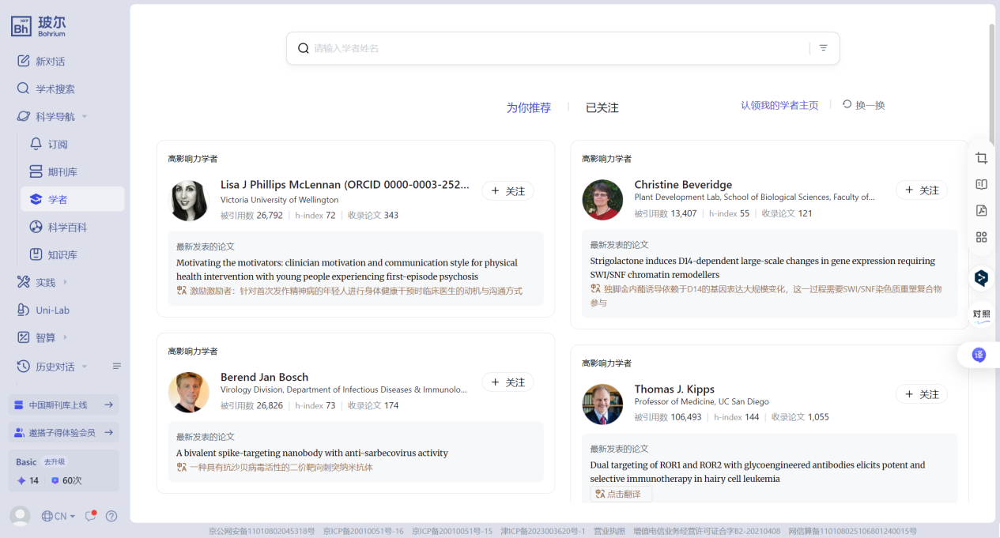 107
Bh
玻尔
Bohrium
新对话
学术搜索
科学导航
订阅
期刊库
学者
科学百科
知识库
实践
Uni-Lab
智算
历史对话
中国期刊库上线
邀搭子得体验会员
Basic 去升级
14 60次
CN
请输入学者姓名
为你推荐 已关注 认领我的学者主页 换一换
高影响力学者
Lisa J Phillips McLennan (ORCID 0000-0003-252...
Victoria University of Wellington
被引用数 26,792 h-index 72 收录论文 343
+ 关注
最新发表的论文
Motivating the motivators: clinician motivation and communication style for physical
health intervention with young people experiencing first-episode psychosis
激励激励者：针对首次发作精神病的年轻人进行身体健康干预时临床医生的动机与沟通方式
高影响力学者
Christine Beveridge
Plant Development Lab, School of Biological Sciences, Faculty of...
被引用数 13,407 h-index 55 收录论文 121
+ 关注
最新发表的论文
Strigolactone induces D14-dependent large-scale changes in gene expression requiring
SWI/SNF chromatin remodellers
独脚金内酯诱导依赖于D14的基因表达大规模变化，这一过程需要SWI/SNF染色质重塑复合物
参与
高影响力学者
Berend Jan Bosch
Virology Division, Department of Infectious Diseases & Immunolo...
被引用数 26,826 h-index 73 收录论文 174
+ 关注
最新发表的论文
A bivalent spike-targeting nanobody with anti-sarbecovirus activity
一种具有抗沙贝病毒活性的二价靶向刺突纳米抗体
高影响力学者
Thomas J. Kipps
Professor of Medicine, UC San Diego
被引用数 106,493 h-index 144 收录论文 1,055
+ 关注
最新发表的论文
Dual targeting of ROR1 and ROR2 with glycoengineered antibodies elicits potent and
selective immunotherapy in hairy cell leukemia
点击翻译
对照
译
京公网安备11010802045318号 京ICP备20010051号-16 京ICP备20010051号-15 津ICP备2023003620号-1 营业执照 增值电信业务经营许可证合字B2-20210408 网信算备110108025106801240015号